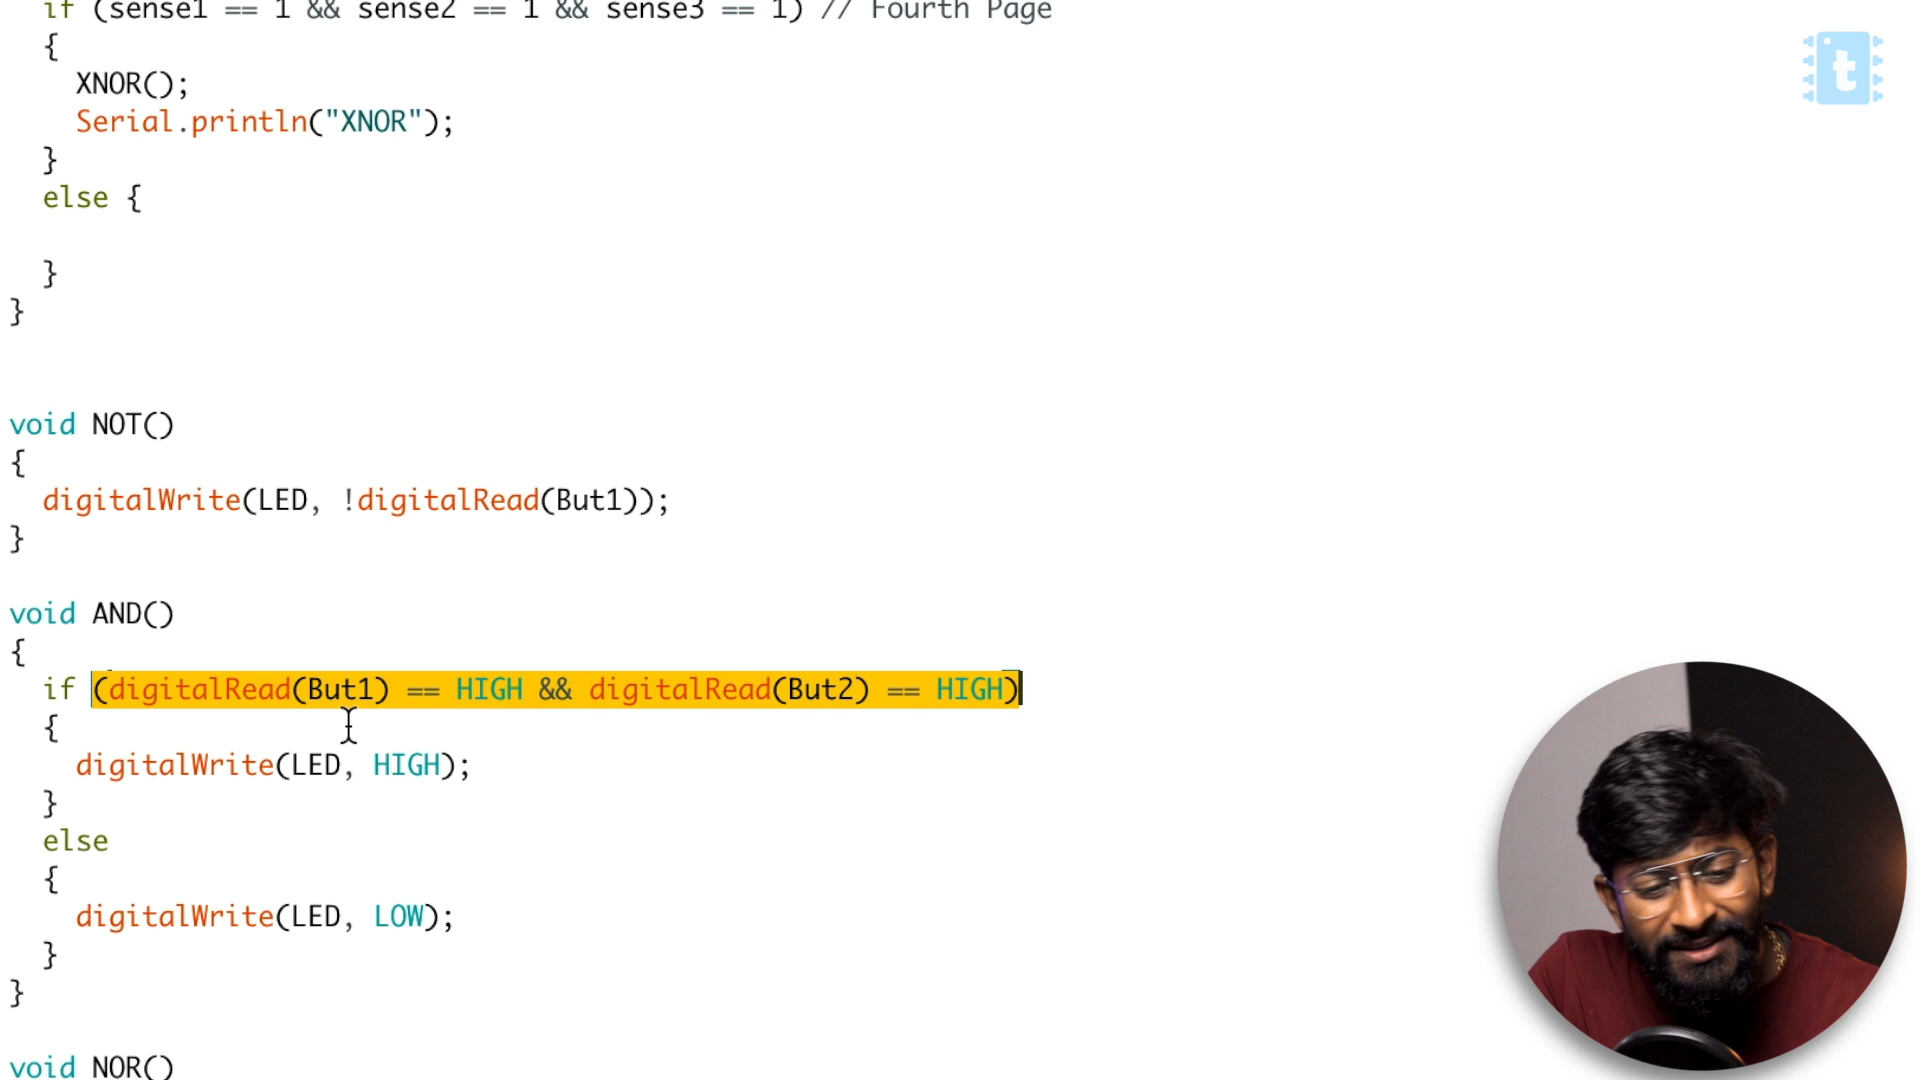 if (sense1 == 1 && sense2 == 1 && sense3 == 1) // Fourth Page
{
XNOR();
Serial.println("XNOR");
}
else {
}
}
void NOT()
{
digitalWrite(LED, !digitalRead(But1));
}
void AND()
{
if (digitalRead(But1) == HIGH && digitalRead(But2) == HIGH)
{
digitalWrite(LED, HIGH);
}
else
{
digitalWrite(LED, LOW);
}
}
void NOR()
t